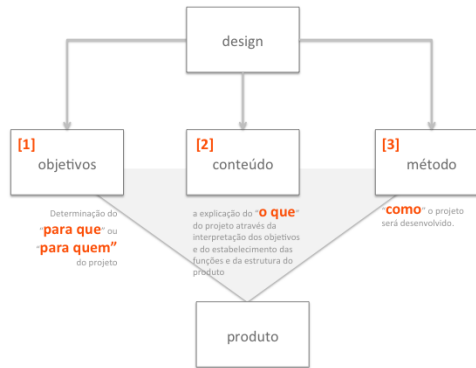 design
[1]
objetivos
[2]
conteúdo
[3]
método
Determinação do
"para que" ou
"para quem"
do projeto
a explicação do "o que"
do projeto através da
interpretação dos objetivos
e do estabelecimento das
funções e da estrutura do
produto
"como" o projeto
será desenvolvido.
produto